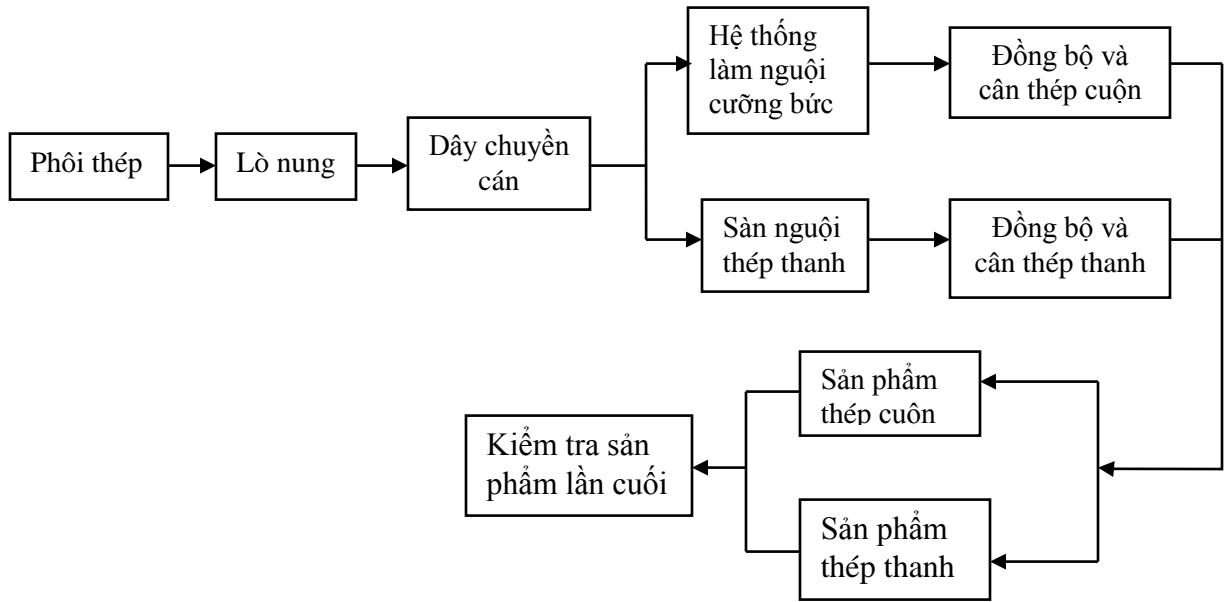 Hệ thống
làm nguội
cưỡng bức
Đồng bộ và
cân thép cuộn
Phôi thép
Lò nung
Dây chuyền
cán
Sàn nguội
thép thanh
Đồng bộ và
cân thép thanh
Sản phẩm
thép cuôn
Kiểm tra sản
phẩm lần cuối
Sản phẩm
thép thanh